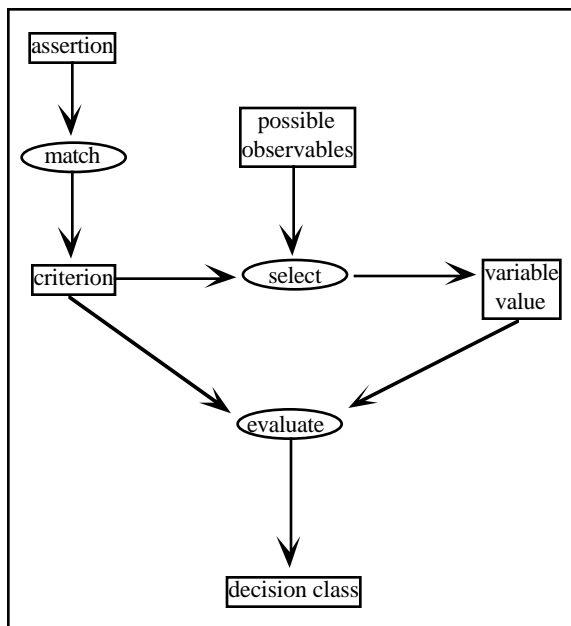 assertion
match
possible
observables
criterion
select
variable
value
evaluate
decision class